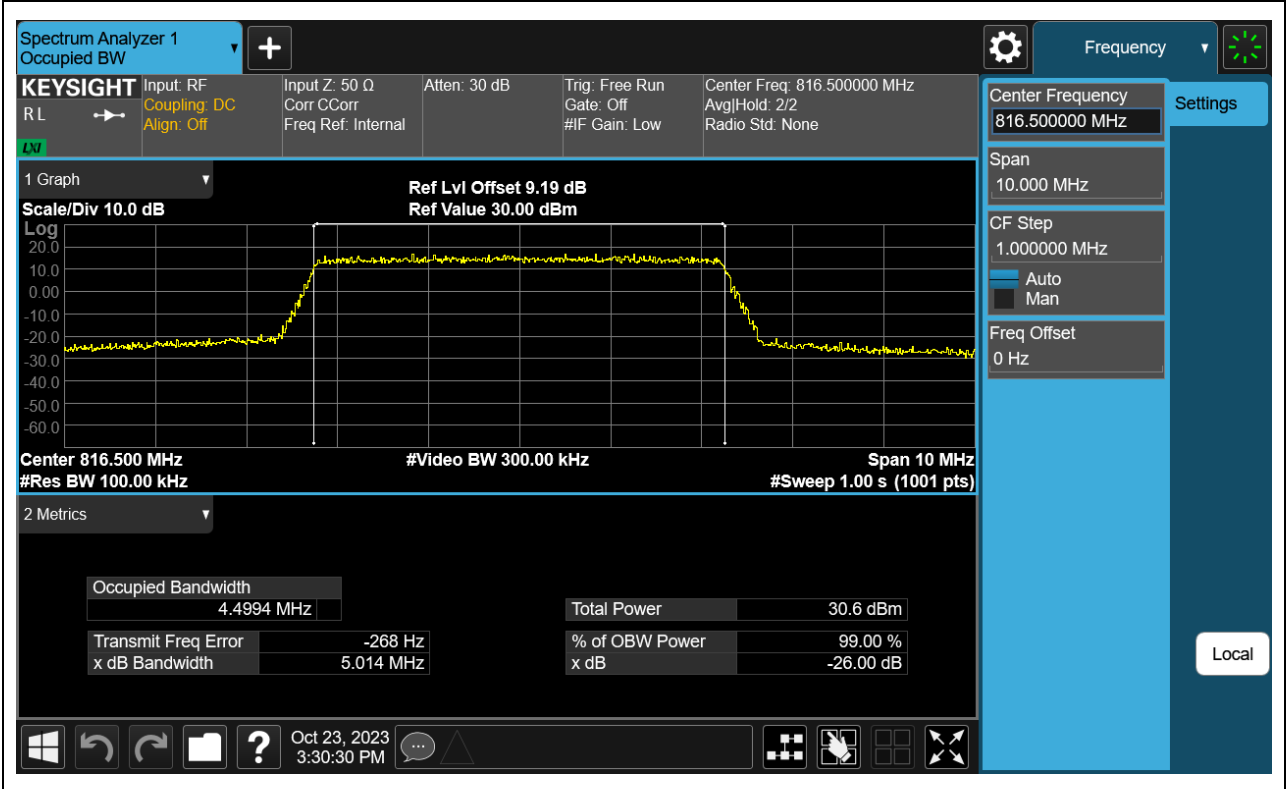 Spectrum Analyzer 1
Occupied BW
+
Frequency
KEYSIGHT
R L
LXI
Input: RF
Coupling: DC
Align: Off
Input Z: 50 Ω
Corr CCorr
Freq Ref: Internal
Atten: 30 dB
Trig: Free Run
Gate: Off
#IF Gain: Low
Center Freq: 816.500000 MHz
Avg|Hold: 2/2
Radio Std: None
Center Frequency
816.500000 MHz
Settings
Span
10.000 MHz
CF Step
1.000000 MHz
Auto
Man
Freq Offset
0 Hz
Local
1 Graph
Scale/Div 10.0 dB
Ref Lvl Offset 9.19 dB
Ref Value 30.00 dBm
Log
20.0
10.0
0.00
-10.0
-20.0
-30.0
-40.0
-50.0
-60.0
Center 816.500 MHz
#Video BW 300.00 kHz
Span 10 MHz
#Res BW 100.00 kHz
#Sweep 1.00 s (1001 pts)
2 Metrics
Occupied Bandwidth
4.4994 MHz
Total Power 30.6 dBm
Transmit Freq Error -268 Hz
% of OBW Power 99.00 %
x dB Bandwidth 5.014 MHz
x dB -26.00 dB
?
Oct 23, 2023
3:30:30 PM